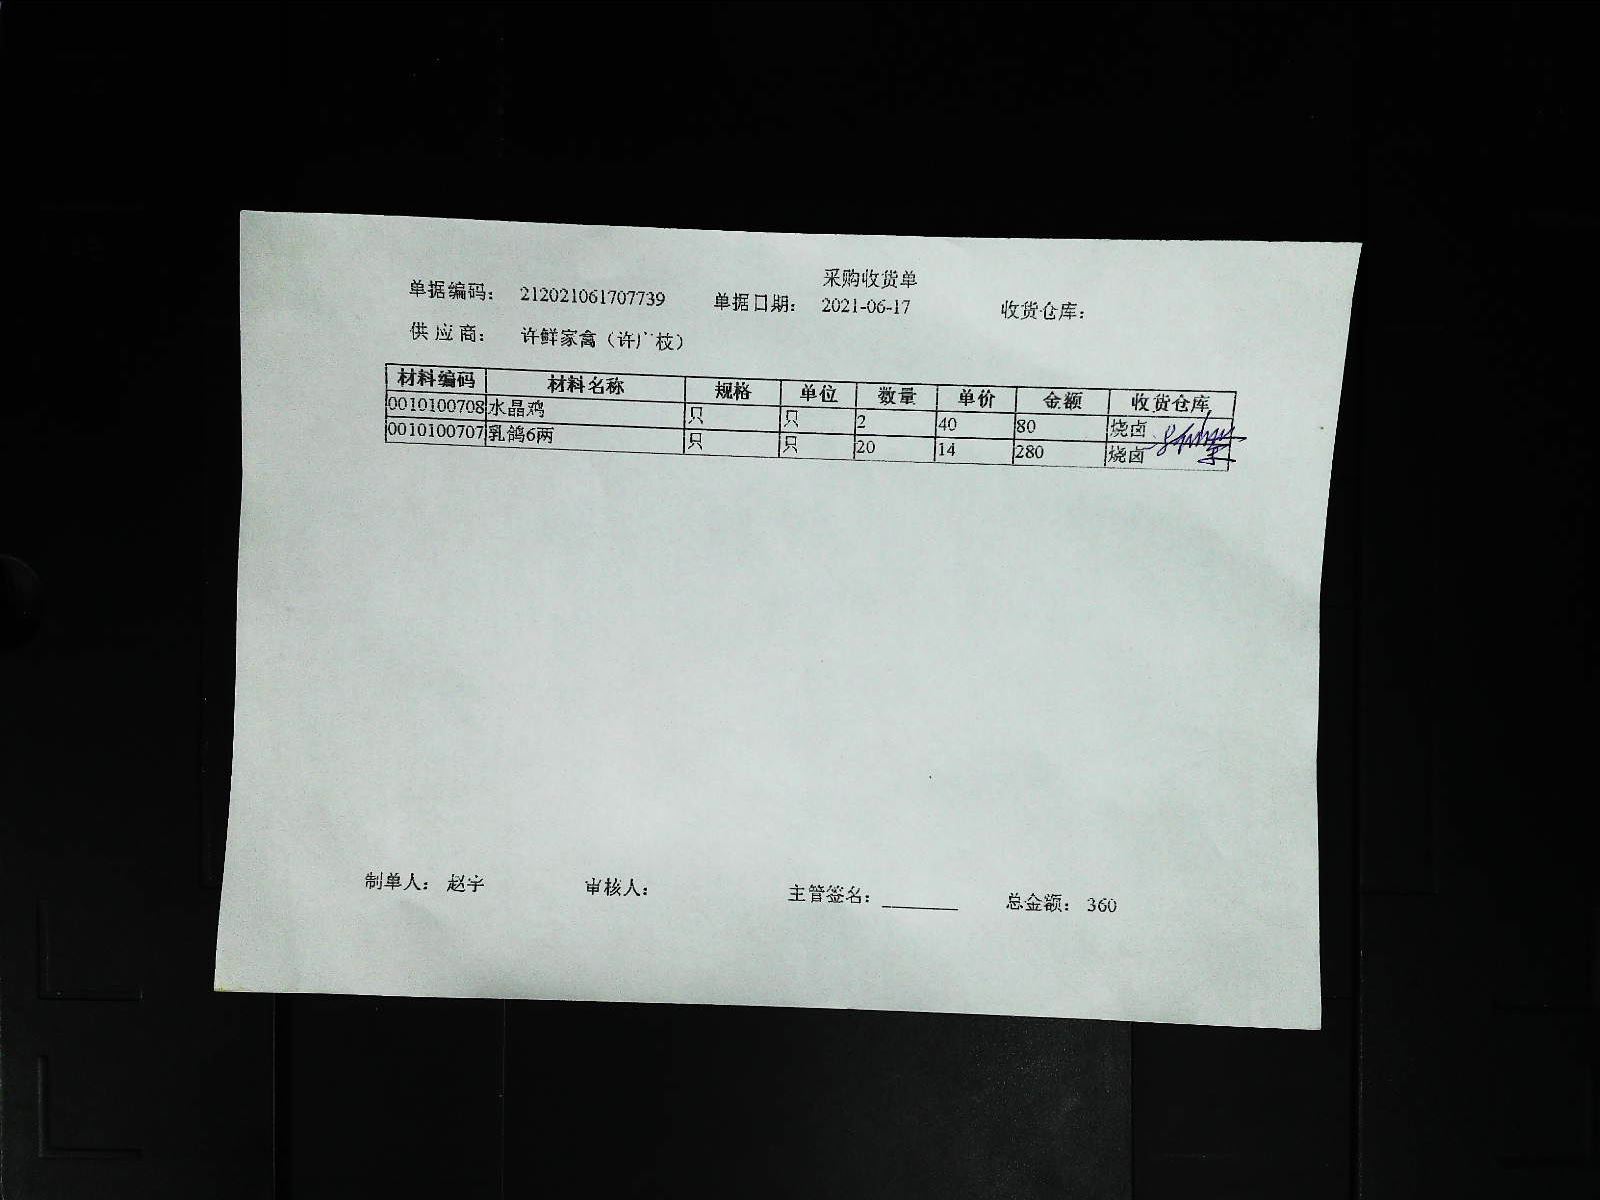 采购收货单
单据编码： 212021061707739 单据日期： 2021-06-17 收货仓库：
供 应 商： 许鲜家禽（许广枝）
材料编码 材料名称 规格 单位 数量 单价 金额 收货仓库
0010100708 水晶鸡 只 只 2 40 80 烧卤
0010100707 乳鸽6两 只 只 20 14 280 烧卤
制单人： 赵宇 审核人： 主管签名： ________ 总金额： 360